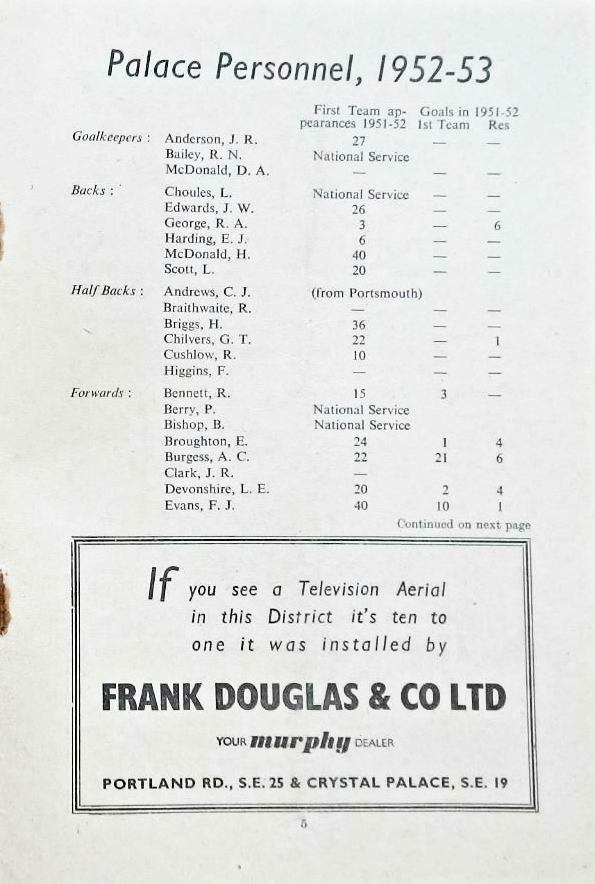 Palace Personnel, 1952-53
First Team ap- Goals in 1951-52
pearances 1951-52 1st Team Res
Goalkeepers : Anderson, J. R. 27 — —
Bailey, R. N. National Service
McDonald, D. A. — — —
Backs : Choules, L. National Service — —
Edwards, J. W. 26 — —
George, R. A. 3 — 6
Harding, E. J. 6 — —
McDonald, H. 40 — —
Scott, L. 20 — —
Half Backs : Andrews, C. J. (from Portsmouth)
Braithwaite, R. — — —
Briggs, H. 36 — —
Chilvers, G. T. 22 — 1
Cushlow, R. 10 — —
Higgins, F. — — —
Forwards : Bennett, R. 15 3 —
Berry, P. National Service
Bishop, B. National Service
Broughton, E. 24 1 4
Burgess, A. C. 22 21 6
Clark, J. R. —
Devonshire, L. E. 20 2 4
Evans, F. J. 40 10 1
Continued on next page
If you see a Television Aerial
in this District it's ten to
one it was installed by
FRANK DOUGLAS & CO LTD
YOUR murphy DEALER
PORTLAND RD., S.E. 25 & CRYSTAL PALACE, S.E. 19
5